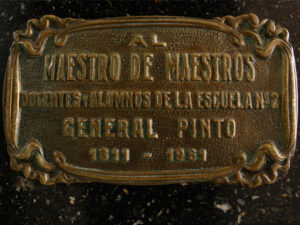 AL
MAESTRO DE MAESTROS
DOCENTES Y ALUMNOS DE LA ESCUELA Nº 2
GENERAL PINTO
1811 - 1961